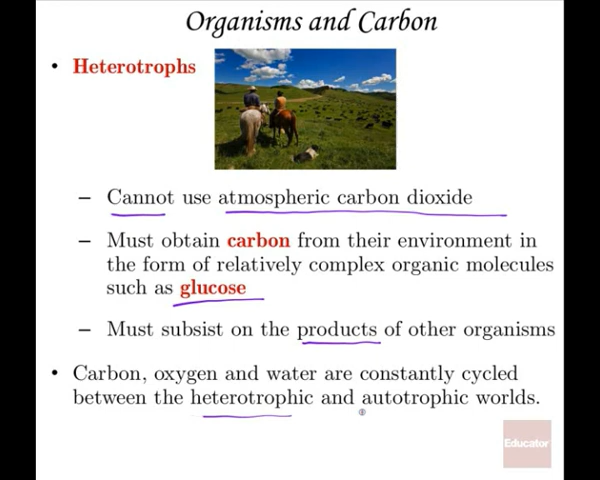 Organisms and Carbon
• Heterotrophs
– Cannot use atmospheric carbon dioxide
– Must obtain carbon from their environment in
the form of relatively complex organic molecules
such as glucose
– Must subsist on the products of other organisms
• Carbon, oxygen and water are constantly cycled
between the heterotrophic and autotrophic worlds.
Educator